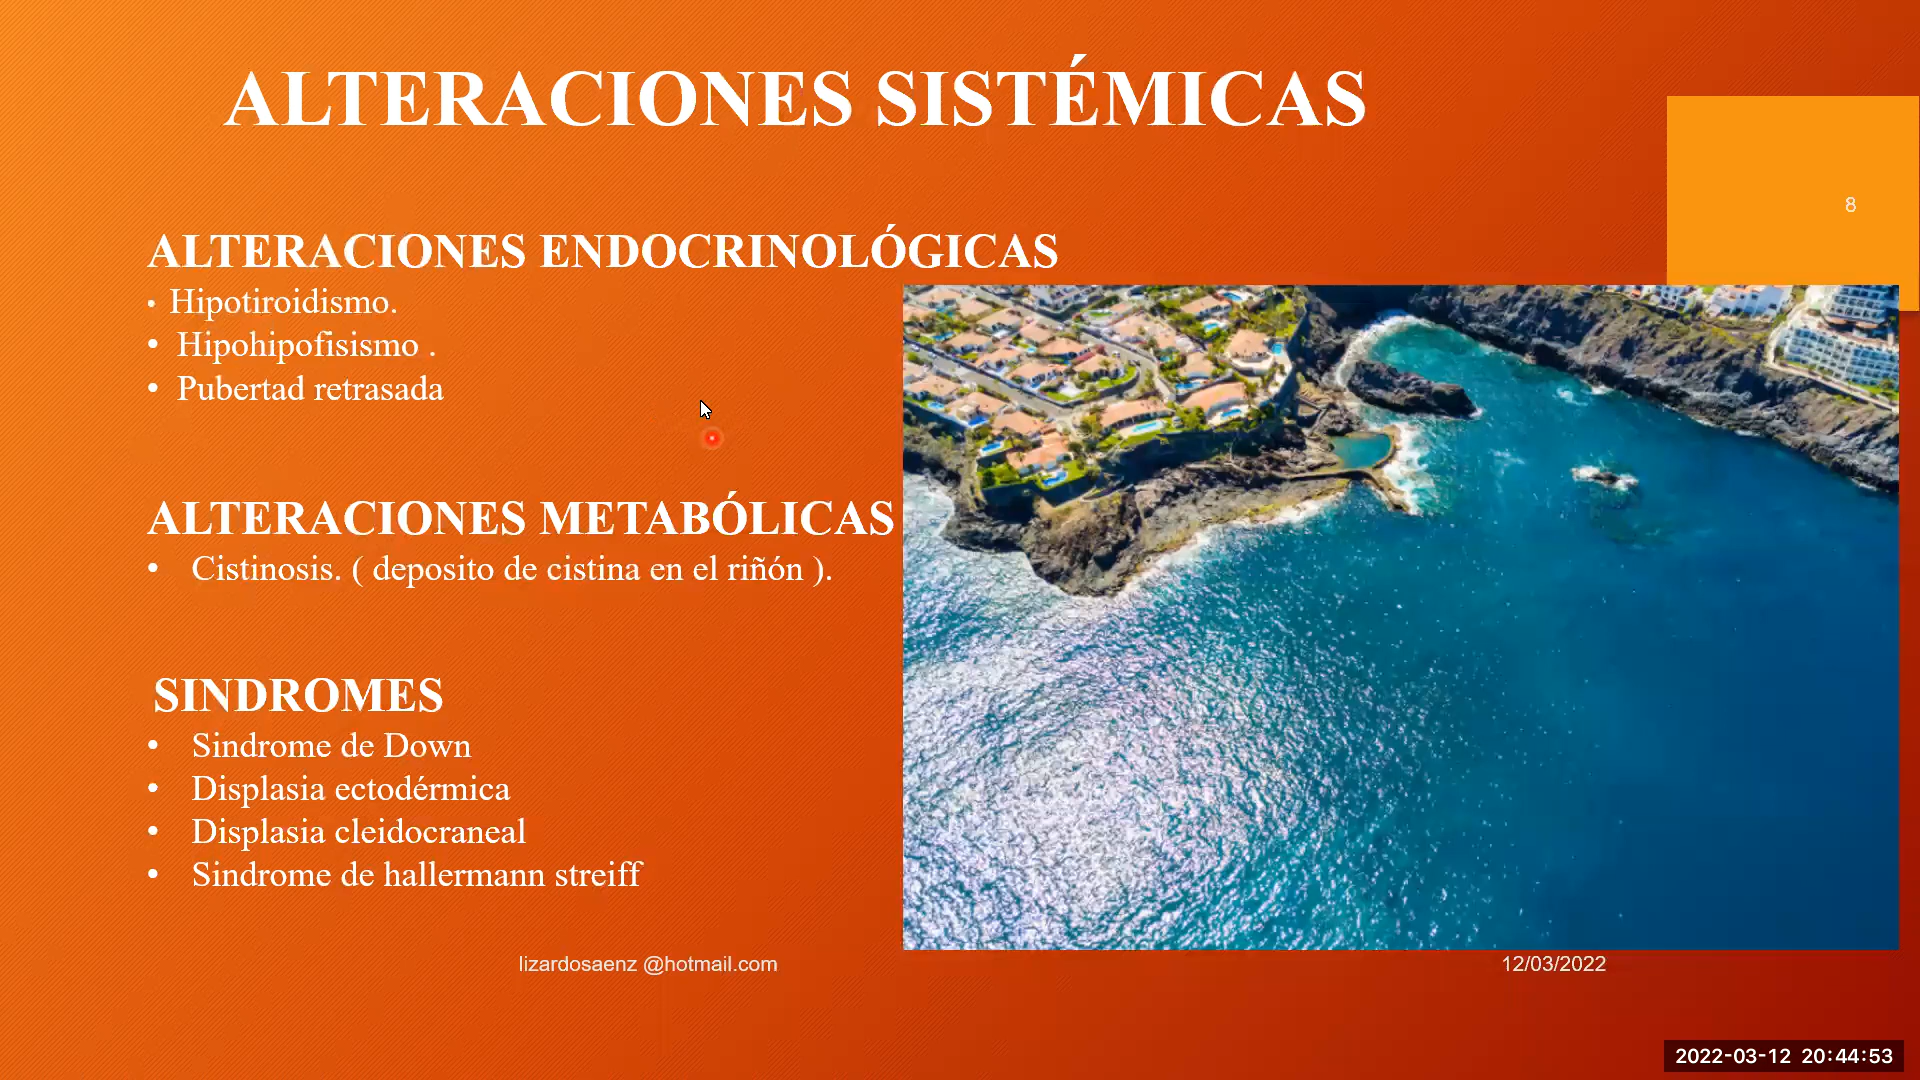 ALTERACIONES SISTÉMICAS
8
ALTERACIONES ENDOCRINOLÓGICAS
• Hipotiroidismo.
• Hipohipofisismo .
• Pubertad retrasada
ALTERACIONES METABÓLICAS
• Cistinosis. ( deposito de cistina en el riñón ).
SINDROMES
• Sindrome de Down
• Displasia ectodérmica
• Displasia cleidocraneal
• Sindrome de hallermann streiff
lizardosaenz @hotmail.com
12/03/2022
2022-03-12 20:44:53